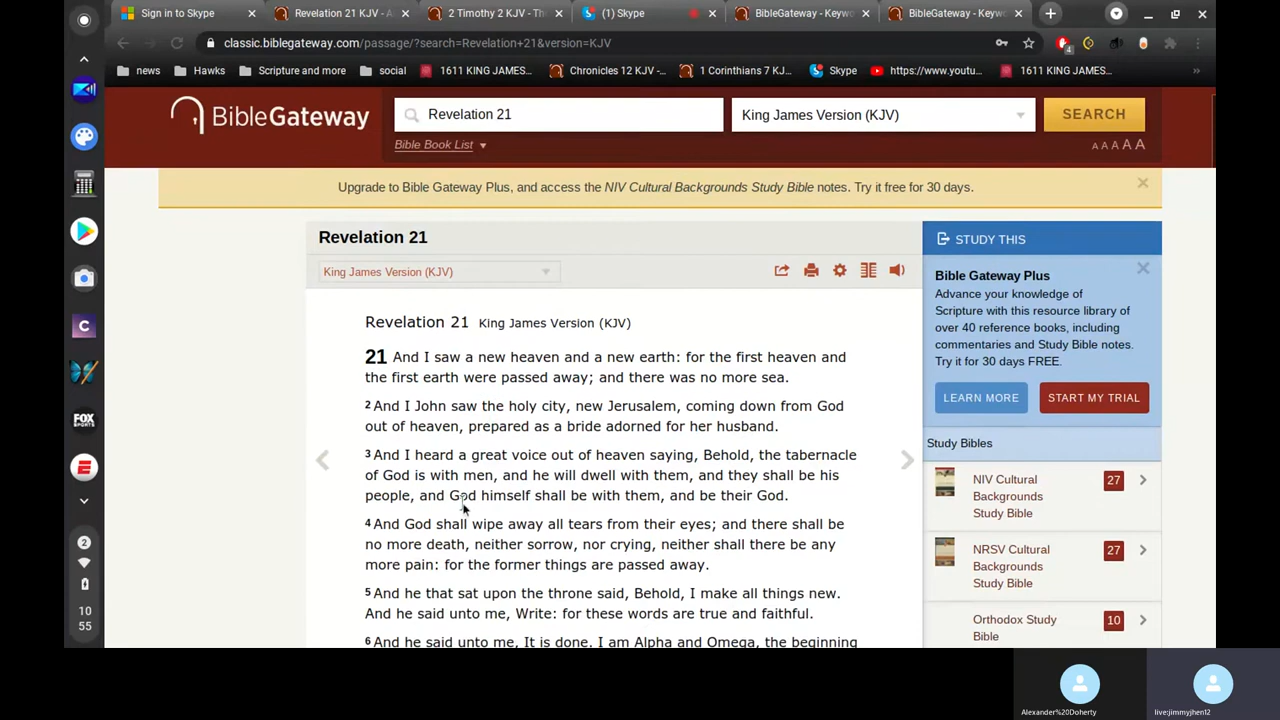 Sign in to Skype
Revelation 21 KJV - A
2 Timothy 2 KJV - Th
(1) Skype
BibleGateway - Keywo
BibleGateway - Keywo
classic.biblegateway.com/passage/?search=Revelation+21&version=KJV
4
news
Hawks
Scripture and more
social
1611 KING JAMES...
Chronicles 12 KJV -...
1 Corinthians 7 KJ...
Skype
https://www.youtu...
1611 KING JAMES...
»
BibleGateway
Revelation 21
King James Version (KJV)
SEARCH
Bible Book List
A A A A A
Upgrade to Bible Gateway Plus, and access the NIV Cultural Backgrounds Study Bible notes. Try it free for 30 days.
Revelation 21
King James Version (KJV)
Revelation 21 King James Version (KJV)
21 And I saw a new heaven and a new earth: for the first heaven and
the first earth were passed away; and there was no more sea.
2 And I John saw the holy city, new Jerusalem, coming down from God
out of heaven, prepared as a bride adorned for her husband.
3 And I heard a great voice out of heaven saying, Behold, the tabernacle
of God is with men, and he will dwell with them, and they shall be his
people, and God himself shall be with them, and be their God.
4 And God shall wipe away all tears from their eyes; and there shall be
no more death, neither sorrow, nor crying, neither shall there be any
more pain: for the former things are passed away.
5 And he that sat upon the throne said, Behold, I make all things new.
And he said unto me, Write: for these words are true and faithful.
6 And he said unto me, It is done. I am Alpha and Omega, the beginning
STUDY THIS
Bible Gateway Plus
Advance your knowledge of
Scripture with this resource library of
over 40 reference books, including
commentaries and Study Bible notes.
Try it for 30 days FREE.
LEARN MORE
START MY TRIAL
Study Bibles
NIV Cultural
Backgrounds
Study Bible
27
NRSV Cultural
Backgrounds
Study Bible
27
Orthodox Study
Bible
10
C
FOX
SPORTS
2
10
55
Alexander%20Doherty
live:jimmyjhen12